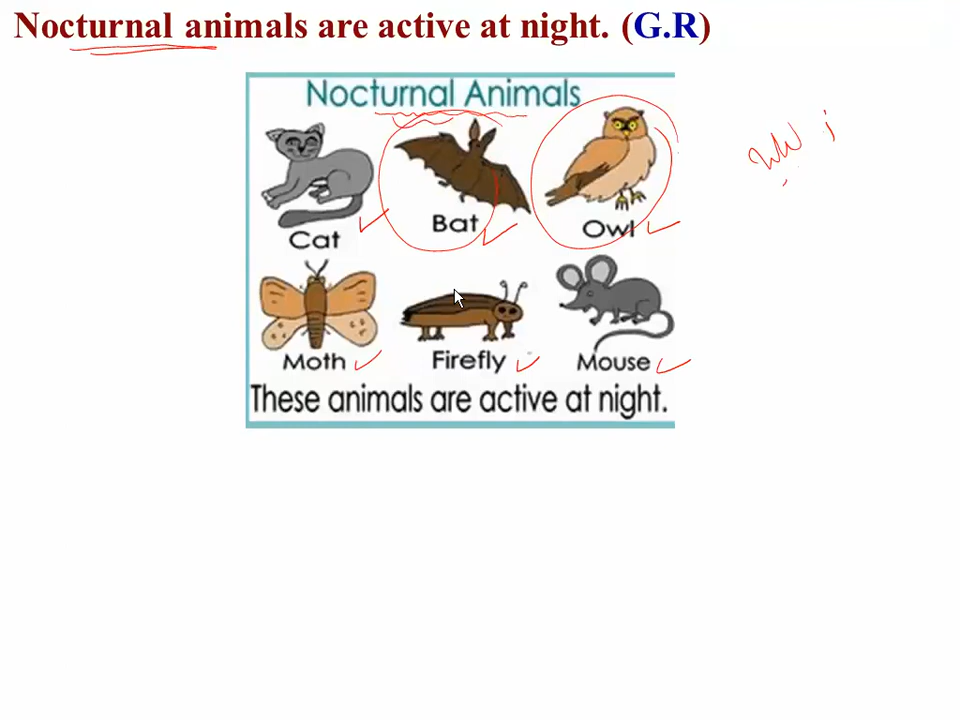 Nocturnal animals are active at night. (G.R)
Nocturnal Animals
Cat
Bat
Owl
Moth
Firefly
Mouse
These animals are active at night.